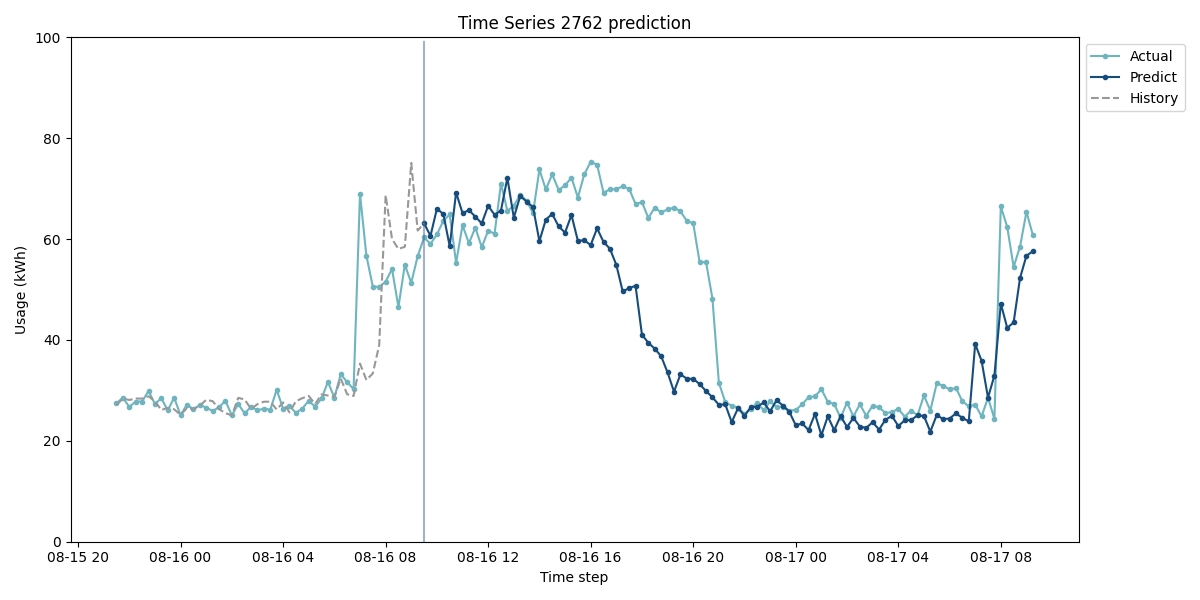 Time Series 2762 prediction
100
80
60
40
20
0
Usage (kWh)
08-15 20
08-16 00
08-16 04
08-16 08
08-16 12
08-16 16
08-16 20
08-17 00
08-17 04
08-17 08
Time step
Actual
Predict
History